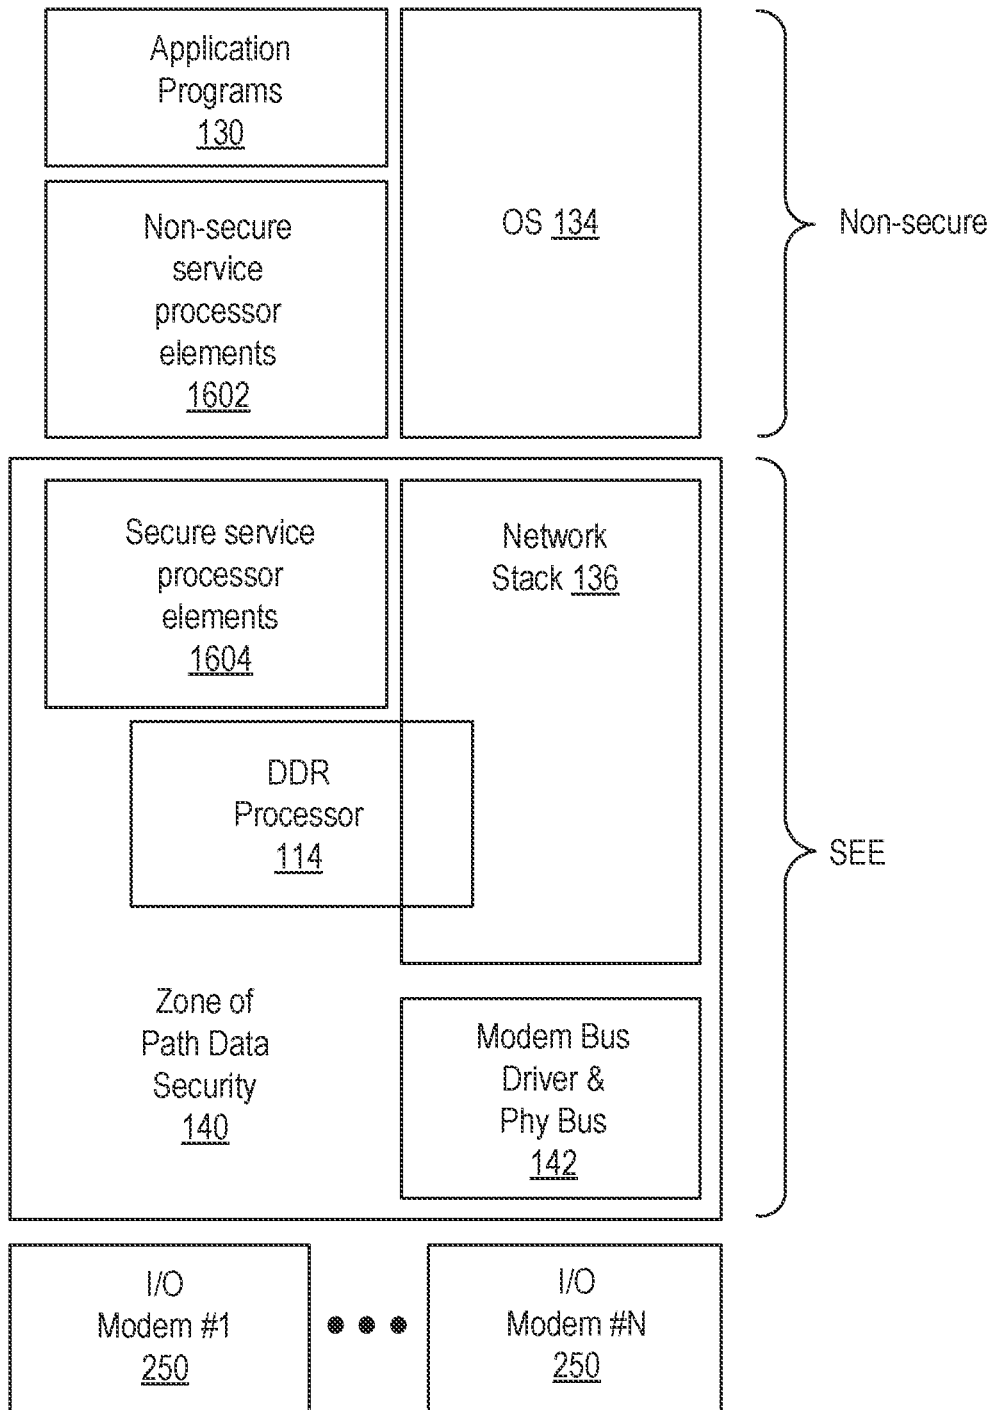 Application
Programs
130
Non-secure
service
processor
elements
1602
OS 134
Non-secure
Secure service
processor
elements
1604
Network
Stack 136
DDR
Processor
114
SEE
Zone of
Path Data
Security
140
Modem Bus
Driver &
Phy Bus
142
I/O
Modem #1
250
I/O
Modem #N
250